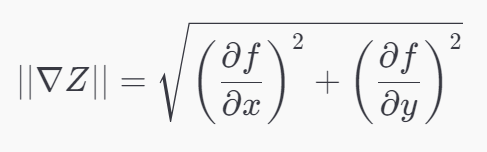 ||∇Z|| = √((∂f/∂x)² + (∂f/∂y)²)